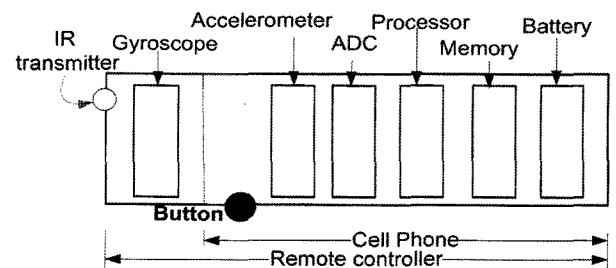 Accelerometer
Processor
Battery
IR
transmitter
Gyroscope
ADC
Memory
Button
Cell Phone
Remote controller